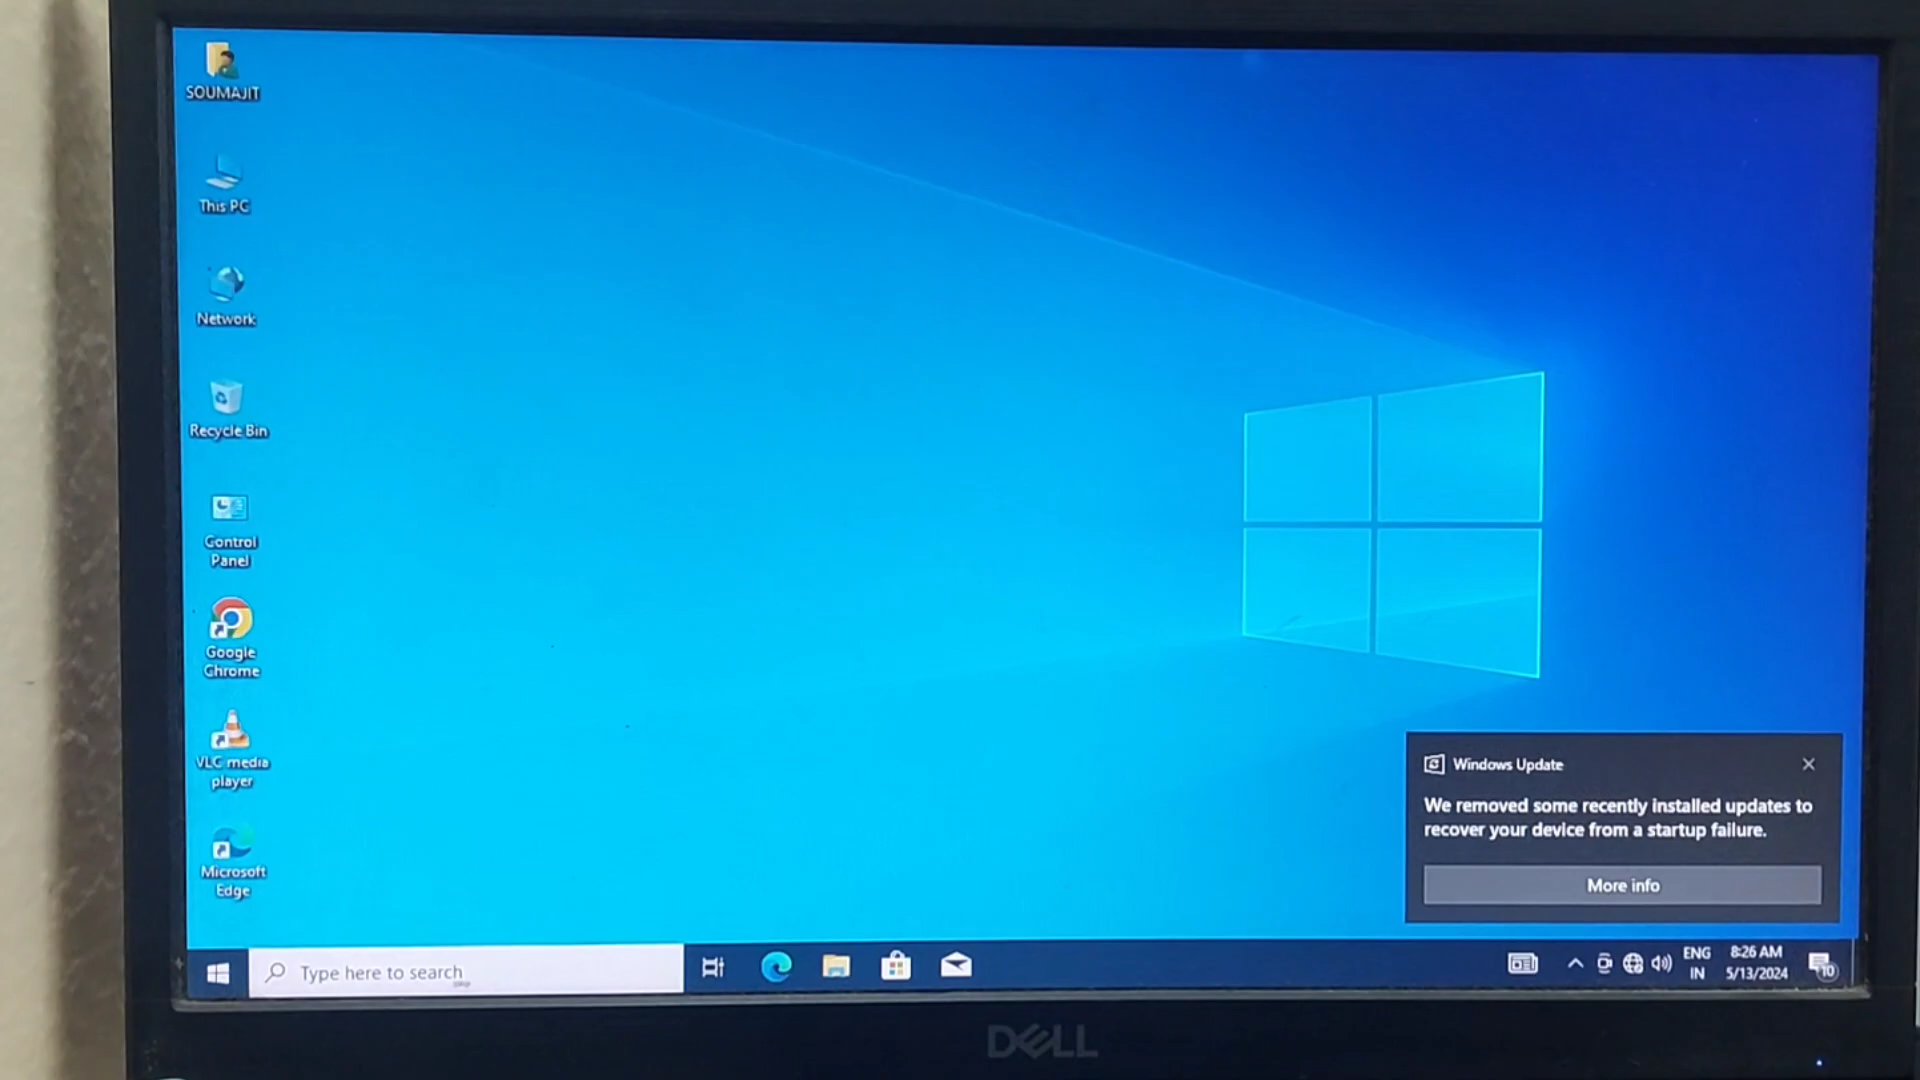 SOUMAJIT
This PC
Network
Recycle Bin
Control
Panel
Google
Chrome
VLC media
player
Microsoft
Edge
Windows Update
We removed some recently installed updates to
recover your device from a startup failure.
More info
Type here to search
ENG
IN
8:26 AM
5/13/2024
10
DELL